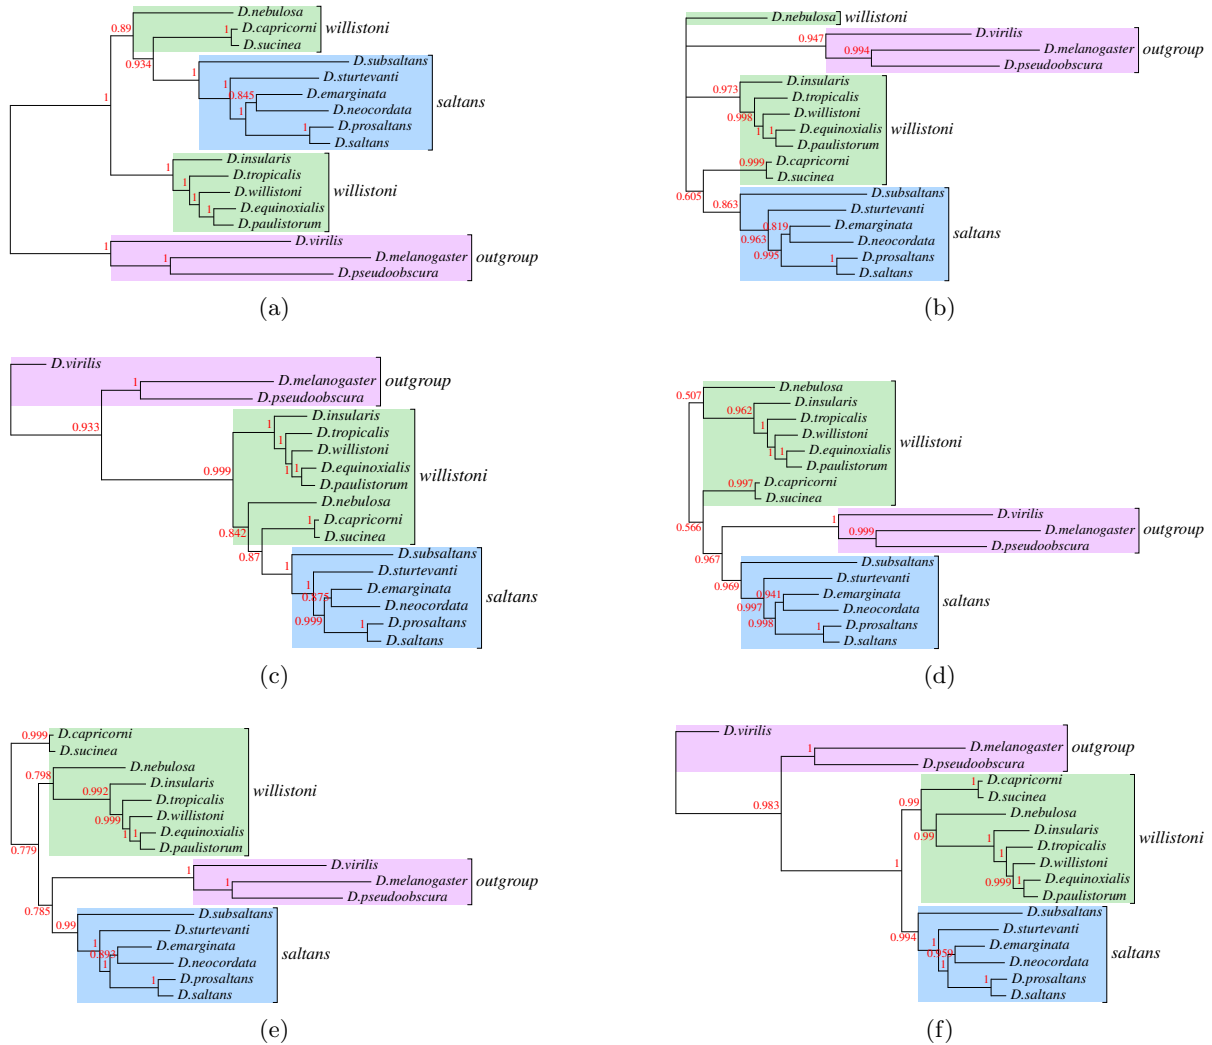 0.89
D.nebulosa
1
D.capricorni
D.sucinea
willistoni
0.934
1
1
D.subsaltans
1
D.sturtevanti
0.845
D.emarginata
D.neocordata
1
1
D.prosaltans
D.saltans
saltans
1
D.insularis
1
D.tropicalis
1
D.willistoni
1
D.equinoxialis
D.paulistorum
willistoni
1
D.virilis
1
D.melanogaster
D.pseudoobscura
outgroup
(a)
D.nebulosa
willistoni
0.947
D.virilis
0.994
D.melanogaster
D.pseudoobscura
outgroup
0.973
D.insularis
0.998
D.tropicalis
1
D.willistoni
1
D.equinoxialis
D.paulistorum
0.999
D.capricorni
D.sucinea
willistoni
0.605
0.863
D.subsaltans
0.963
D.sturtevanti
0.819
D.emarginata
D.neocordata
0.995
1
D.prosaltans
D.saltans
saltans
(b)
D.virilis
0.933
1
D.melanogaster
D.pseudoobscura
outgroup
0.999
1
D.insularis
1
D.tropicalis
1
D.willistoni
1
D.equinoxialis
D.paulistorum
0.842
D.nebulosa
0.87
1
D.capricorni
D.sucinea
willistoni
1
D.subsaltans
D.sturtevanti
0.875
D.emarginata
D.neocordata
0.999
1
D.prosaltans
D.saltans
saltans
(c)
0.507
D.nebulosa
0.962
D.insularis
1
D.tropicalis
1
D.willistoni
1
D.equinoxialis
D.paulistorum
0.997
D.capricorni
D.sucinea
willistoni
0.566
0.967
1
D.virilis
0.999
D.melanogaster
D.pseudoobscura
outgroup
0.969
D.subsaltans
0.997
D.sturtevanti
0.941
D.emarginata
D.neocordata
0.998
1
D.prosaltans
D.saltans
saltans
(d)
0.999
D.capricorni
D.sucinea
0.798
D.nebulosa
0.992
D.insularis
0.999
D.tropicalis
1
D.willistoni
1
D.equinoxialis
D.paulistorum
willistoni
0.779
0.785
1
D.virilis
1
D.melanogaster
D.pseudoobscura
outgroup
0.99
D.subsaltans
1
D.sturtevanti
0.893
D.emarginata
D.neocordata
1
1
D.prosaltans
D.saltans
saltans
(e)
D.virilis
0.983
1
D.melanogaster
D.pseudoobscura
outgroup
1
0.99
1
D.capricorni
D.sucinea
0.99
D.nebulosa
1
D.insularis
1
D.tropicalis
0.999
D.willistoni
1
D.equinoxialis
D.paulistorum
willistoni
0.994
D.subsaltans
1
D.sturtevanti
0.959
D.emarginata
D.neocordata
1
1
D.prosaltans
D.saltans
saltans
(f)